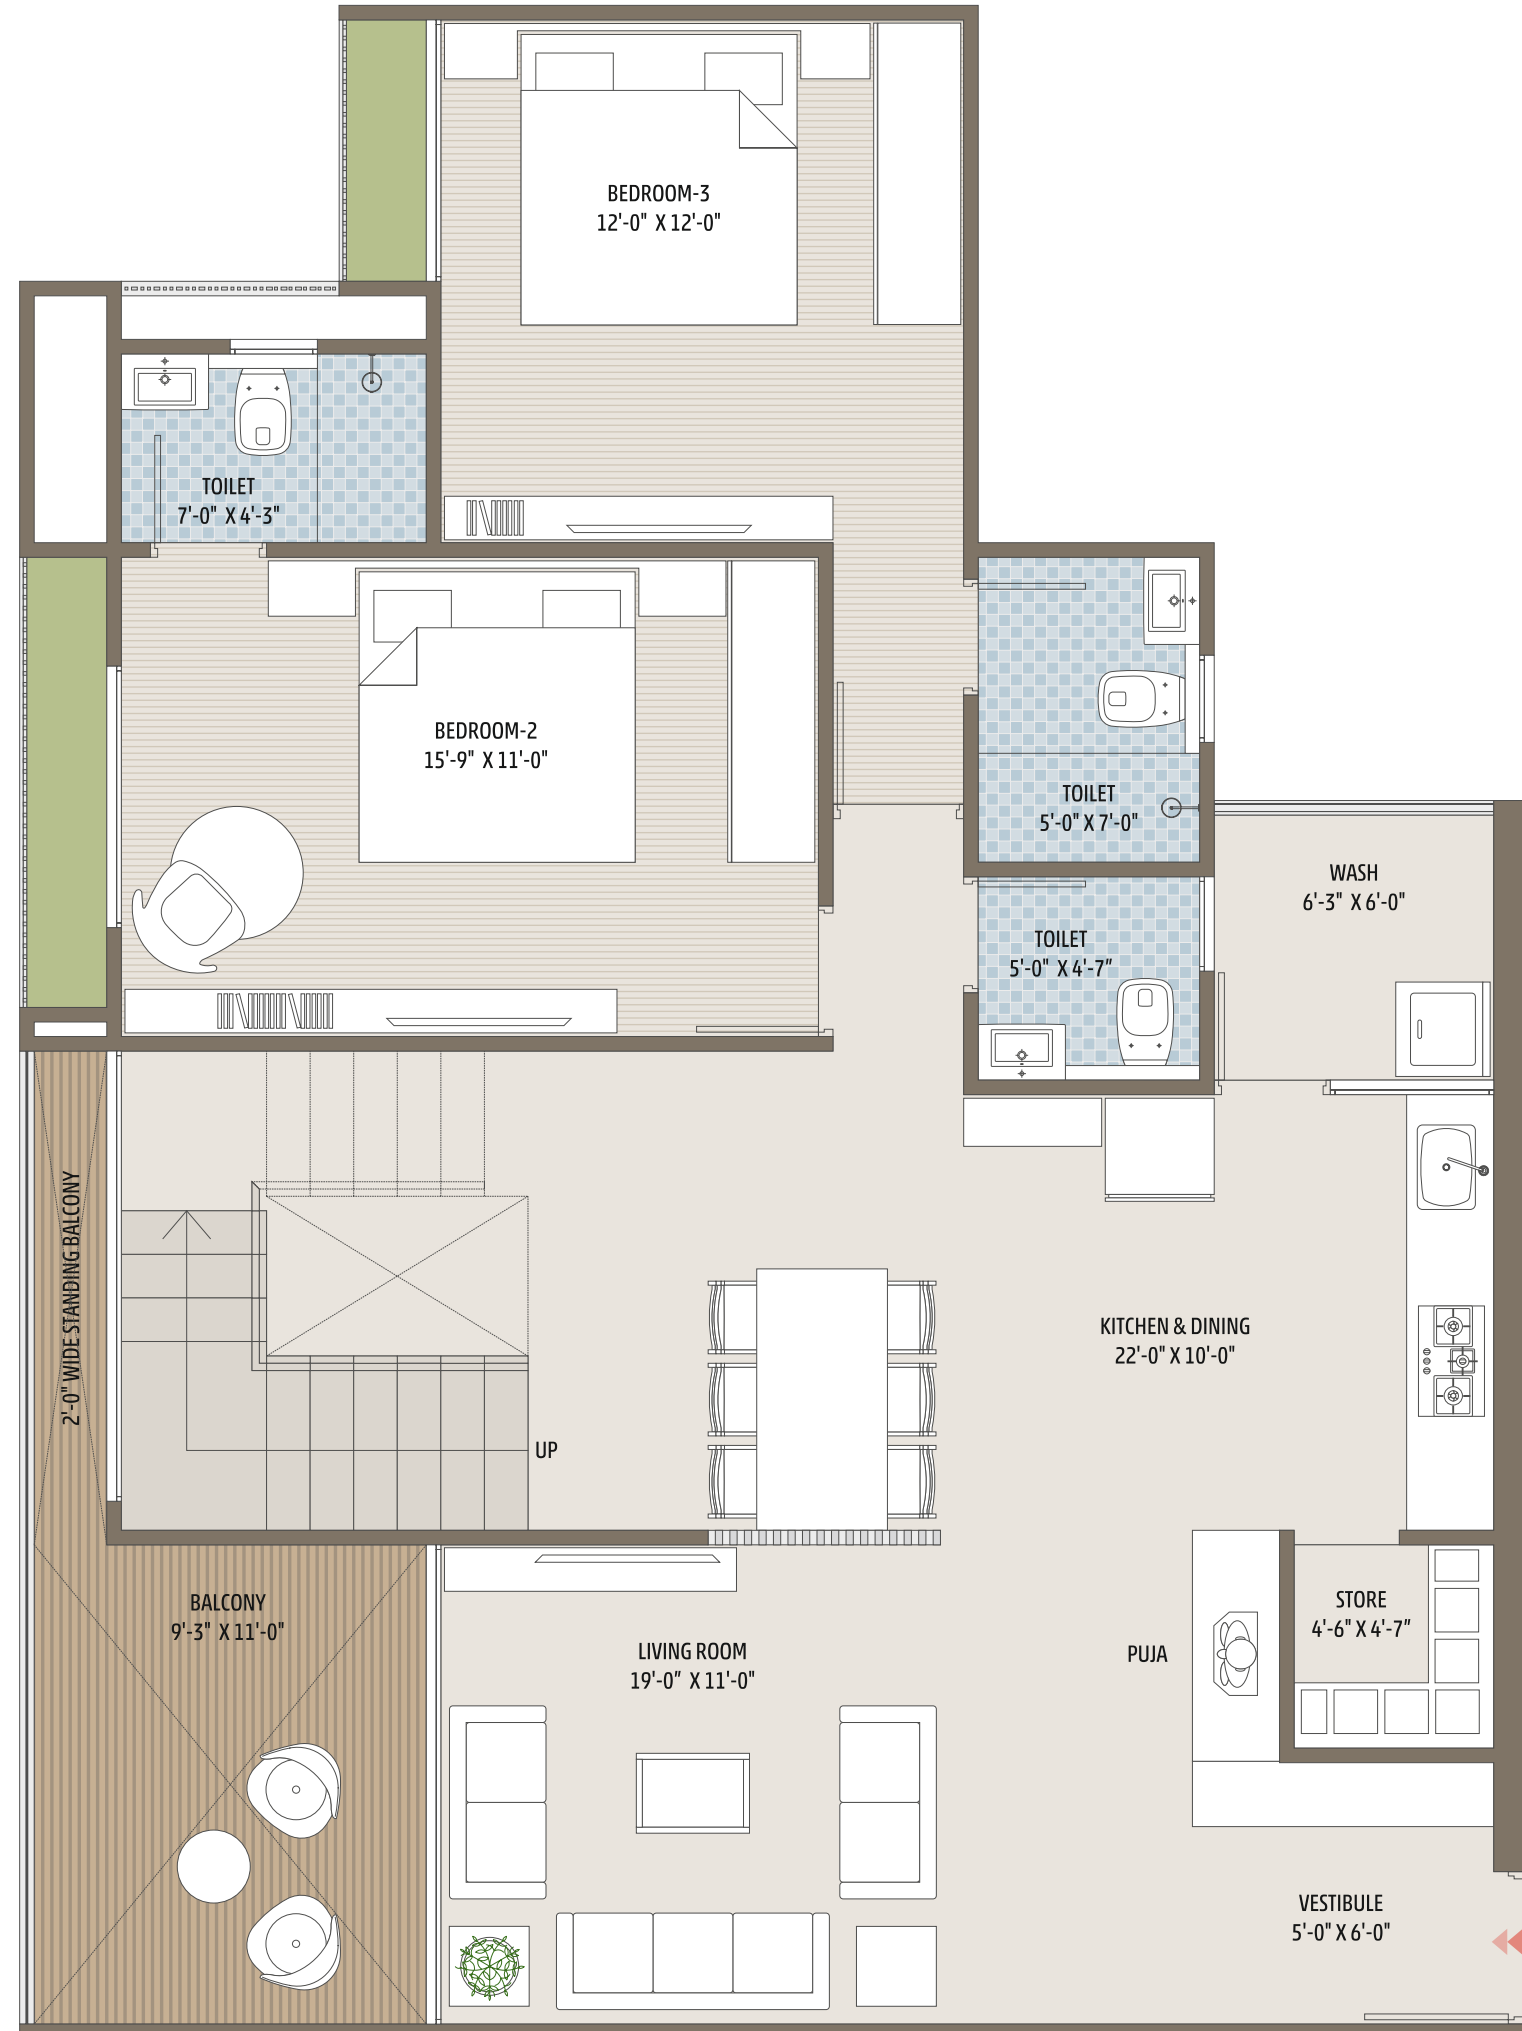 BEDROOM-3
12'-0" X 12'-0"
TOILET
7'-0" X 4'-3"
BEDROOM-2
15'-9" X 11'-0"
TOILET
5'-0" X 7'-0"
WASH
6'-3" X 6'-0"
TOILET
5'-0" X 4'-7”
2'-0" WIDE STANDING BALCONY
KITCHEN & DINING
22'-0" X 10'-0"
UP
BALCONY
9'-3" X 11'-0"
STORE
4'-6" X 4'-7”
LIVING ROOM
19'-0” X 11'-0"
PUJA
VESTIBULE
5'-0" X 6'-0"